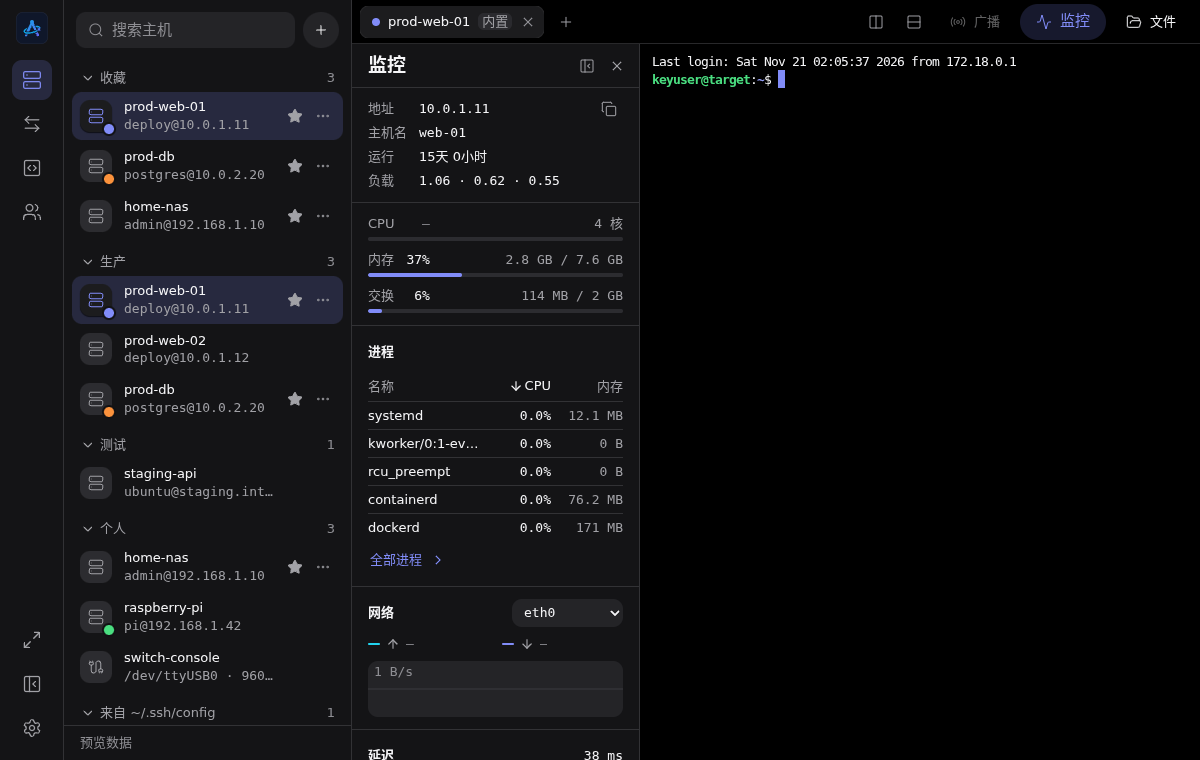 搜索主机
收藏 3
prod-web-01
deploy@10.0.1.11
prod-db
postgres@10.0.2.20
home-nas
admin@192.168.1.10
生产 3
prod-web-01
deploy@10.0.1.11
prod-web-02
deploy@10.0.1.12
prod-db
postgres@10.0.2.20
测试 1
staging-api
ubuntu@staging.int…
个人 3
home-nas
admin@192.168.1.10
raspberry-pi
pi@192.168.1.42
switch-console
/dev/ttyUSB0 · 960…
来自 ~/.ssh/config 1
预览数据
prod-web-01 内置
广播 监控 文件
监控
地址 10.0.1.11
主机名 web-01
运行 15天 0小时
负载 1.06 · 0.62 · 0.55
CPU — 4 核
内存 37% 2.8 GB / 7.6 GB
交换 6% 114 MB / 2 GB
进程
名称 CPU 内存
systemd 0.0% 12.1 MB
kworker/0:1-ev… 0.0% 0 B
rcu_preempt 0.0% 0 B
containerd 0.0% 76.2 MB
dockerd 0.0% 171 MB
全部进程
网络 eth0
↑ — ↓ —
1 B/s
延迟 38 ms
Last login: Sat Nov 21 02:05:37 2026 from 172.18.0.1
keyuser@target:~$